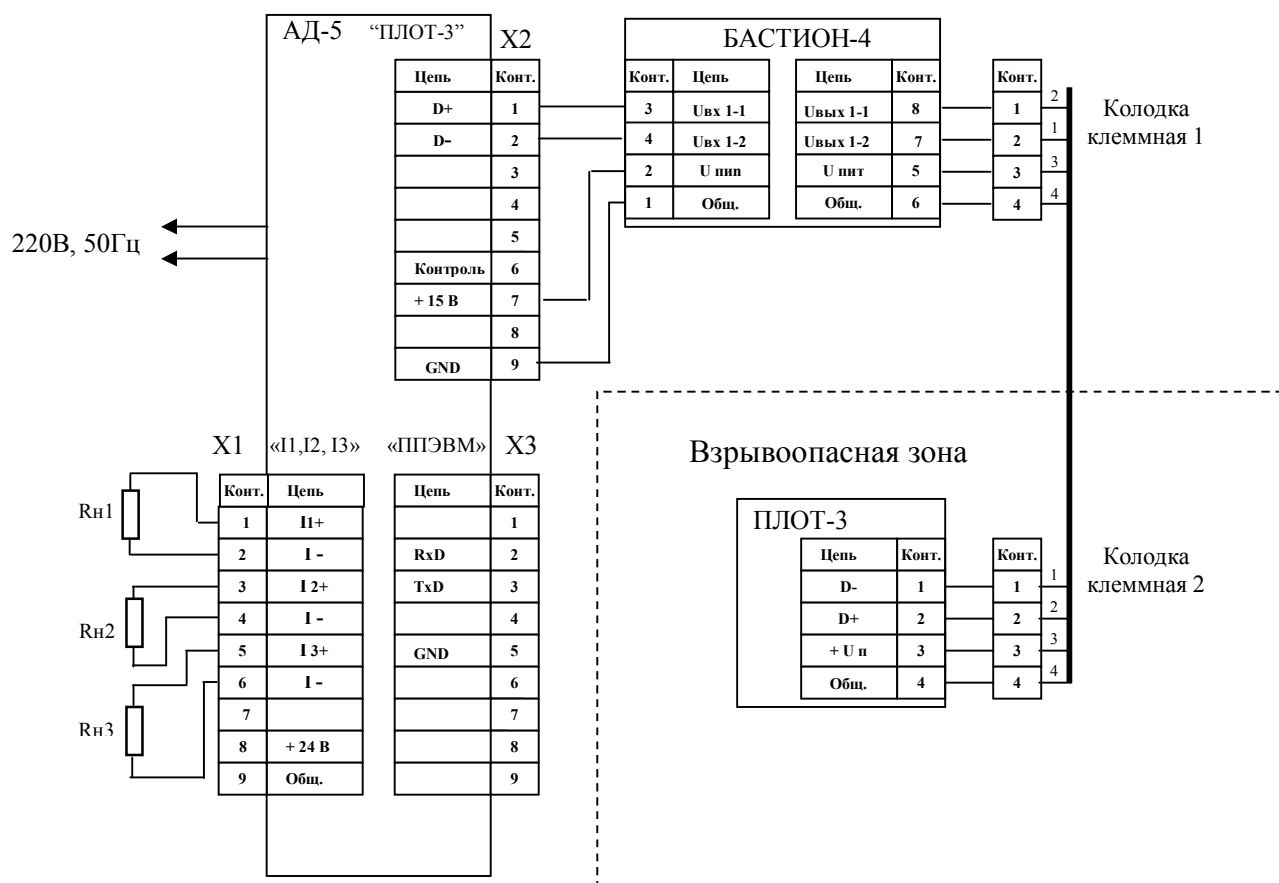 АД-5 “ПЛОТ-3” X2
Цепь Конт.
D+ 1
D- 2
3
4
5
Контроль 6
+ 15 В 7
8
GND 9
220В, 50Гц
БАСТИОН-4
Конт. Цепь Цепь Конт.
3 Uвх 1-1 Uвых 1-1 8
4 Uвх 1-2 Uвых 1-2 7
2 U пип U пит 5
1 Общ. Общ. 6
Конт.
1 2
2 1
3 3
4 4
Колодка
клеммная 1
X1 «I1,I2, I3» «ППЭВМ» X3
Конт. Цепь Цепь Конт.
1 I1+ 1
2 I - RxD 2
3 I 2+ TxD 3
4 I - 4
5 I 3+ GND 5
6 I - 6
7 7
8 + 24 В 8
9 Общ. 9
Rн1
Rн2
Rн3
Взрывоопасная зона
ПЛОТ-3
Цепь Конт.
D- 1
D+ 2
+ U п 3
Общ. 4
Конт.
1 1
2 2
3 3
4 4
Колодка
клеммная 2